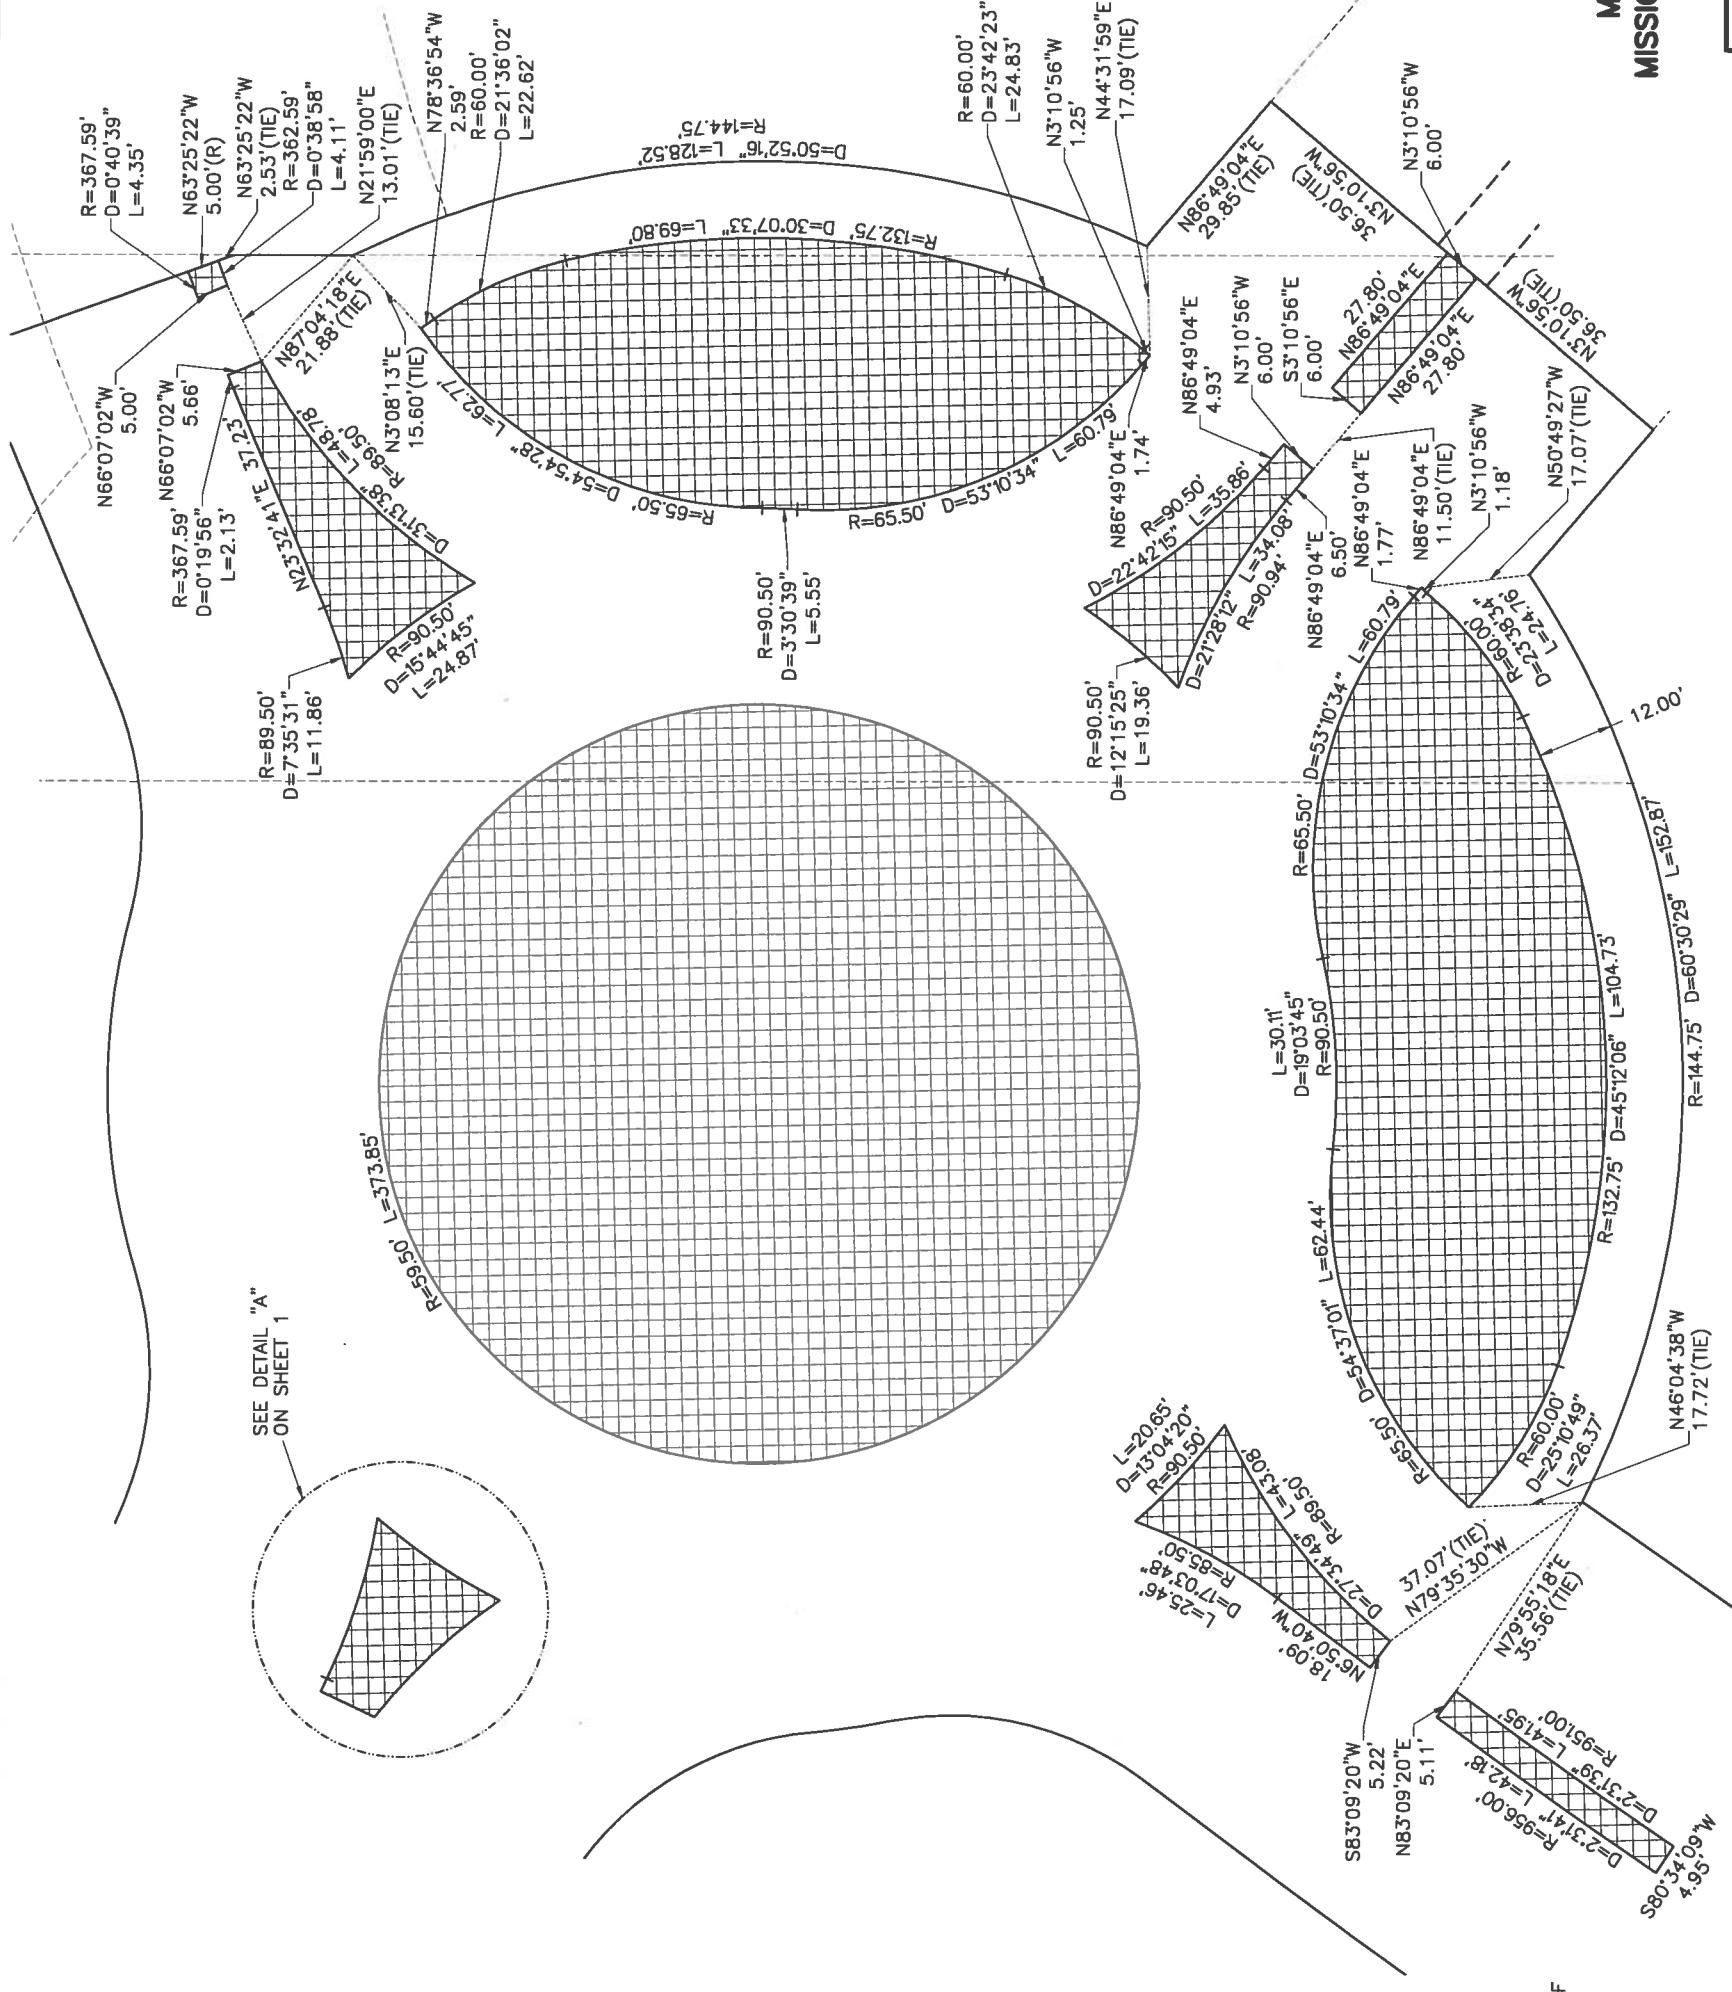 R=367.59'
D=0°40'39"
L=4.35'
N63°25'22"W
5.00'(R)
N63°25'22"W
2.53'(TIE)
R=362.59'
D=0°38'58"
L=4.11'
N21°59'00"E
13.01'(TIE)
N78°36'54"W
2.59'
R=60.00'
D=21°36'02"
L=22.62'
R=144.75'
D=50°52'16" L=128.52'
R=60.00'
D=23°42'23"
L=24.83'
N3°10'56"W
1.25'
N44°31'59"E
17.09'(TIE)
M
MISSIO
N66°07'02"W
5.00'
N66°07'02"W
5.66'
R=367.59'
D=0°19'56"
L=2.13'
N87°04'18"E
21.88'(TIE)
N3°08'13"E
15.60'(TIE)
N23°32'41"E 37.23'
D=31°13'38" L=48.78'
R=89.50'
R=90.50'
D=15°44'45"
L=24.87'
R=89.50'
D=7°35'31"
L=11.86'
R=132.75' D=30°07'33" L=69.80'
R=65.50' D=54°54'28" L=62.77'
R=65.50' D=53°10'34" L=60.79'
R=90.50'
D=3°30'39"
L=5.55'
N86°49'04"E
1.74'
N86°49'04"E
29.85'(TIE)
N3°10'56"W
36.50'(TIE)
N3°10'56"W
6.00'
N86°49'04"E
4.93'
N3°10'56"W
6.00'
S3°10'56"E
6.00'
27.80'
N86°49'04"E
N86°49'04"E
27.80'
N3°10'56"W
36.50'(TIE)
D=22°42'15" L=35.86'
R=90.50'
D=21°28'12" L=34.08'
R=90.94'
R=90.50'
D=12°15'25"
L=19.36'
N86°49'04"E
6.50'
N86°49'04"E
1.77'
N86°49'04"E
11.50'(TIE)
N3°10'56"W
1.18'
N50°49'27"W
17.07'(TIE)
R=65.50' D=53°10'34" L=60.79'
R=60.00'
D=23°38'34"
L=24.76'
12.00'
L=30.11'
D=19°03'45"
R=90.50'
R=65.50' D=54°37'01" L=62.44'
R=132.75' D=45°12'06" L=104.73'
R=144.75' D=60°30'29" L=152.87'
R=59.50' L=373.85'
SEE DETAIL "A"
ON SHEET 1
L=20.65'
D=13°04'20"
R=90.50'
L=25.46'
D=17°03'48"
R=85.50'
D=27°34'49" L=43.08'
R=89.50'
18.09'
N6°50'40"W
R=60.00'
D=25°10'49"
L=26.37'
N46°04'38"W
17.72'(TIE)
37.07'(TIE)
N79°35'30"W
N79°55'18"E
35.56'(TIE)
S83°09'20"W
5.22'
N83°09'20"E
5.11'
R=956.00'
D=2°31'41" L=42.18'
D=2°31'39" L=41.95'
R=951.00'
S80°34'09"W
4.95'
F